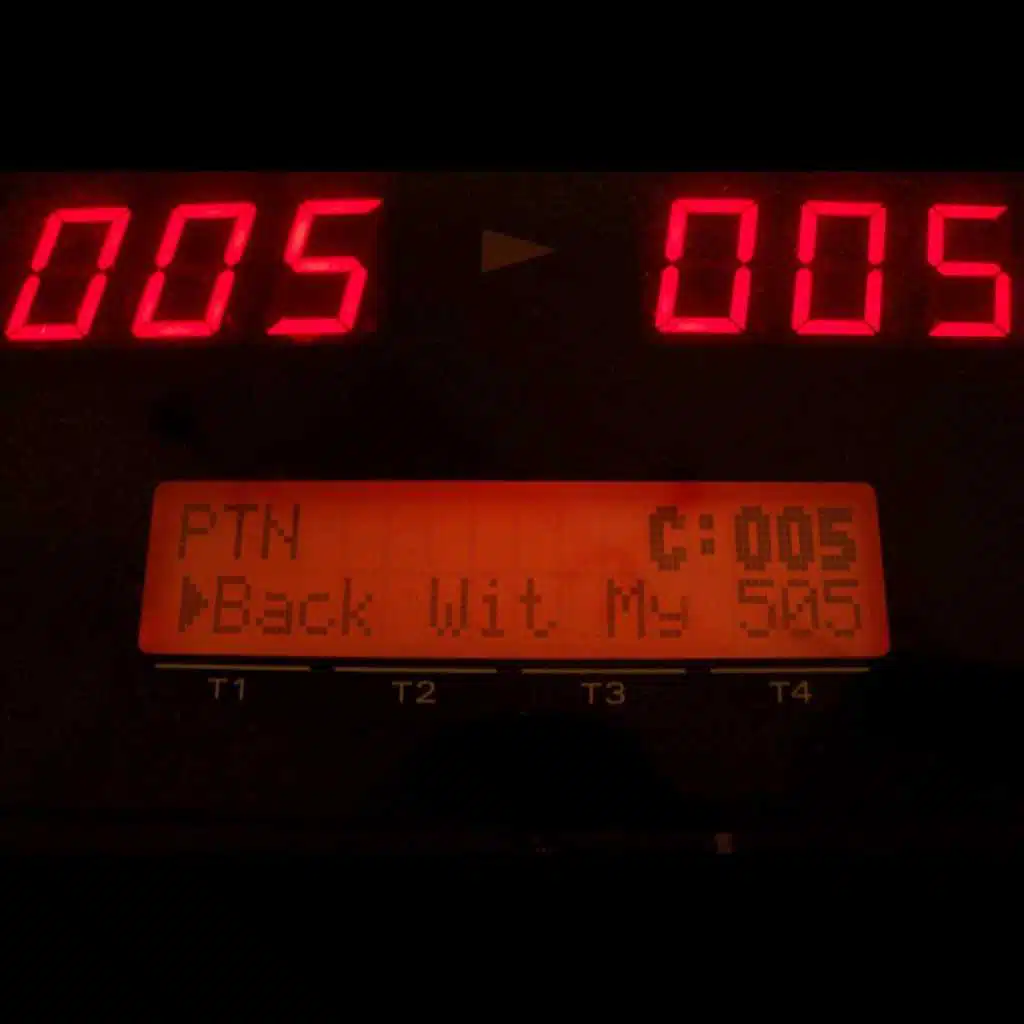 005 ▶ 005
PTN C:005
▶Back Wit My 505
T1 T2 T3 T4